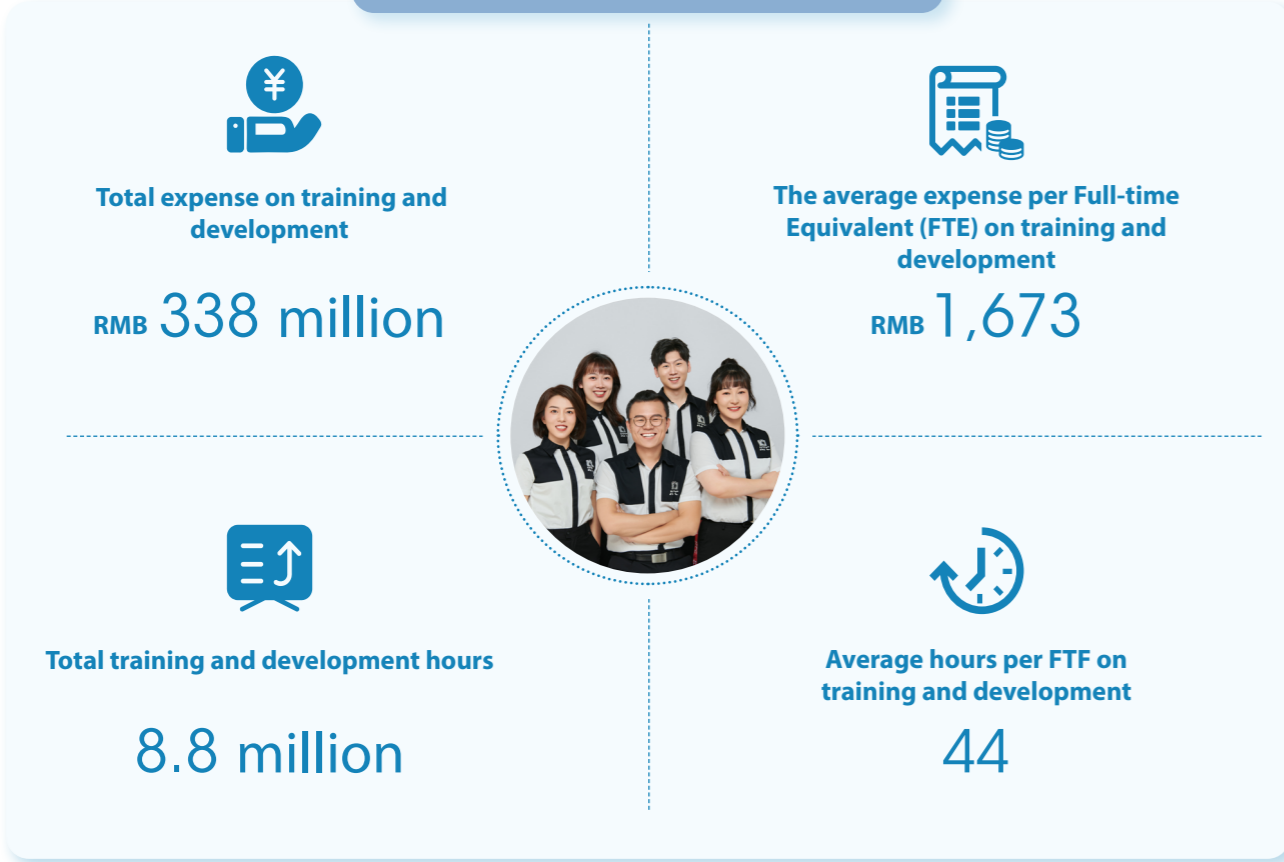 ¥
Total expense on training and
development
RMB 338 million
The average expense per Full-time
Equivalent (FTE) on training and
development
RMB 1,673
Total training and development hours
8.8 million
Average hours per FTF on
training and development
44